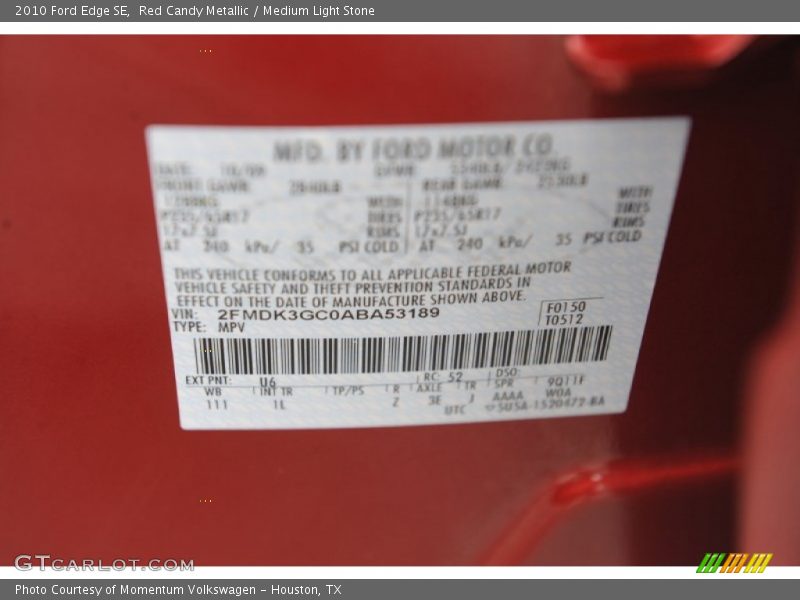 2010 Ford Edge SE, Red Candy Metallic / Medium Light Stone
MFD. BY FORD MOTOR CO.
DATE: 10/09
FRONT GAWR: REAR GAWR
WITH WITH
P235/65R17 TIRES P235/65R17 TIRES
17x7.5J RIMS 17x7.5J RIMS
AT 240 kPa/ 35 PSI COLD AT 240 kPa/ 35 PSI COLD
THIS VEHICLE CONFORMS TO ALL APPLICABLE FEDERAL MOTOR
VEHICLE SAFETY AND THEFT PREVENTION STANDARDS IN
EFFECT ON THE DATE OF MANUFACTURE SHOWN ABOVE.
VIN: 2FMDK3GC0ABA53189 F0150
TYPE: MPV T0512
EXT PNT: U6 RC: 52 DSO:
WB INT TR TP/PS R AXLE TR SPR 9Q11F
111 1L Z 3E J AAAA W0A
UTC
GTCARLOT.COM
Photo Courtesy of Momentum Volkswagen - Houston, TX